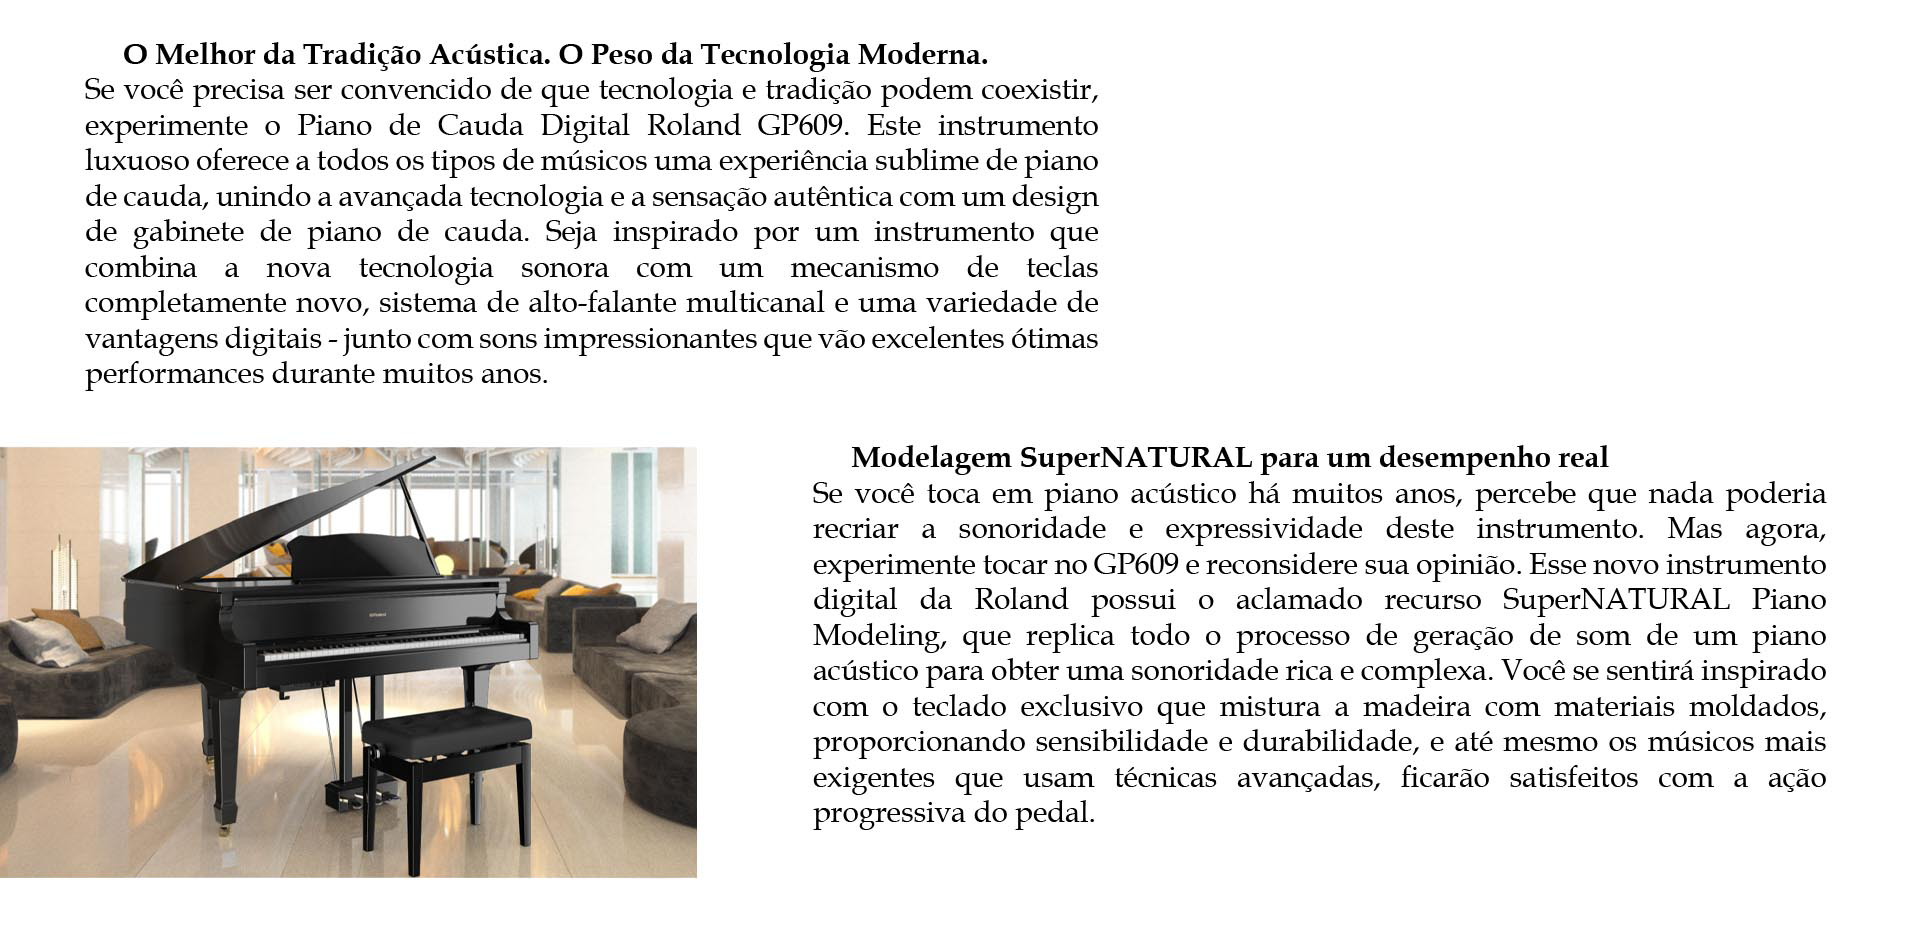 O Melhor da Tradição Acústica. O Peso da Tecnologia Moderna.
Se você precisa ser convencido de que tecnologia e tradição podem coexistir,
experimente o Piano de Cauda Digital Roland GP609. Este instrumento
luxuoso oferece a todos os tipos de músicos uma experiência sublime de piano
de cauda, unindo a avançada tecnologia e a sensação autêntica com um design
de gabinete de piano de cauda. Seja inspirado por um instrumento que
combina a nova tecnologia sonora com um mecanismo de teclas
completamente novo, sistema de alto-falante multicanal e uma variedade de
vantagens digitais - junto com sons impressionantes que vão excelentes ótimas
performances durante muitos anos.
Modelagem SuperNATURAL para um desempenho real
Se você toca em piano acústico há muitos anos, percebe que nada poderia
recriar a sonoridade e expressividade deste instrumento. Mas agora,
experimente tocar no GP609 e reconsidere sua opinião. Esse novo instrumento
digital da Roland possui o aclamado recurso SuperNATURAL Piano
Modeling, que replica todo o processo de geração de som de um piano
acústico para obter uma sonoridade rica e complexa. Você se sentirá inspirado
com o teclado exclusivo que mistura a madeira com materiais moldados,
proporcionando sensibilidade e durabilidade, e até mesmo os músicos mais
exigentes que usam técnicas avançadas, ficarão satisfeitos com a ação
progressiva do pedal.